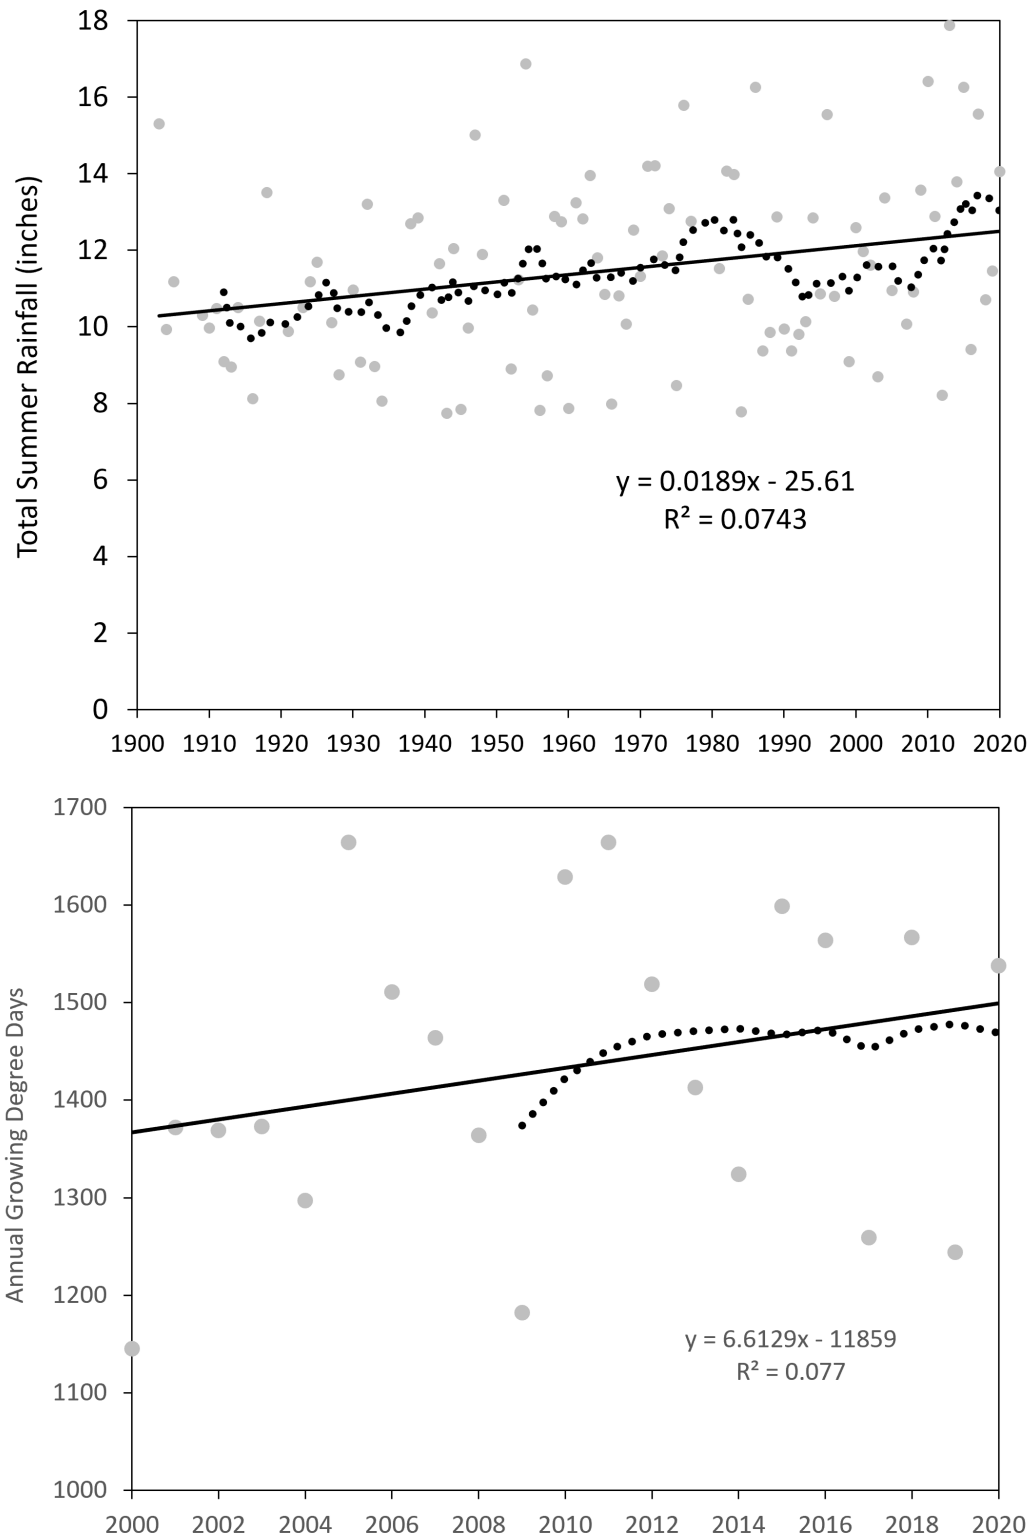 Total Summer Rainfall (inches)
18
16
14
12
10
8
6
4
2
0
y = 0.0189x - 25.61
R² = 0.0743
1900 1910 1920 1930 1940 1950 1960 1970 1980 1990 2000 2010 2020
Annual Growing Degree Days
1700
1600
1500
1400
1300
1200
1100
1000
y = 6.6129x - 11859
R² = 0.077
2000 2002 2004 2006 2008 2010 2012 2014 2016 2018 2020